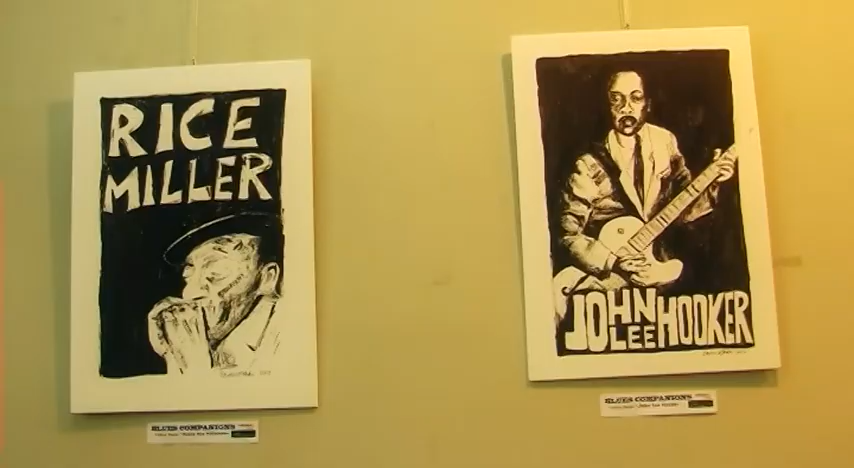 RICE
MILLER
BLUES COMPANIONS
JOHN
LEE
HOOKER
BLUES COMPANIONS